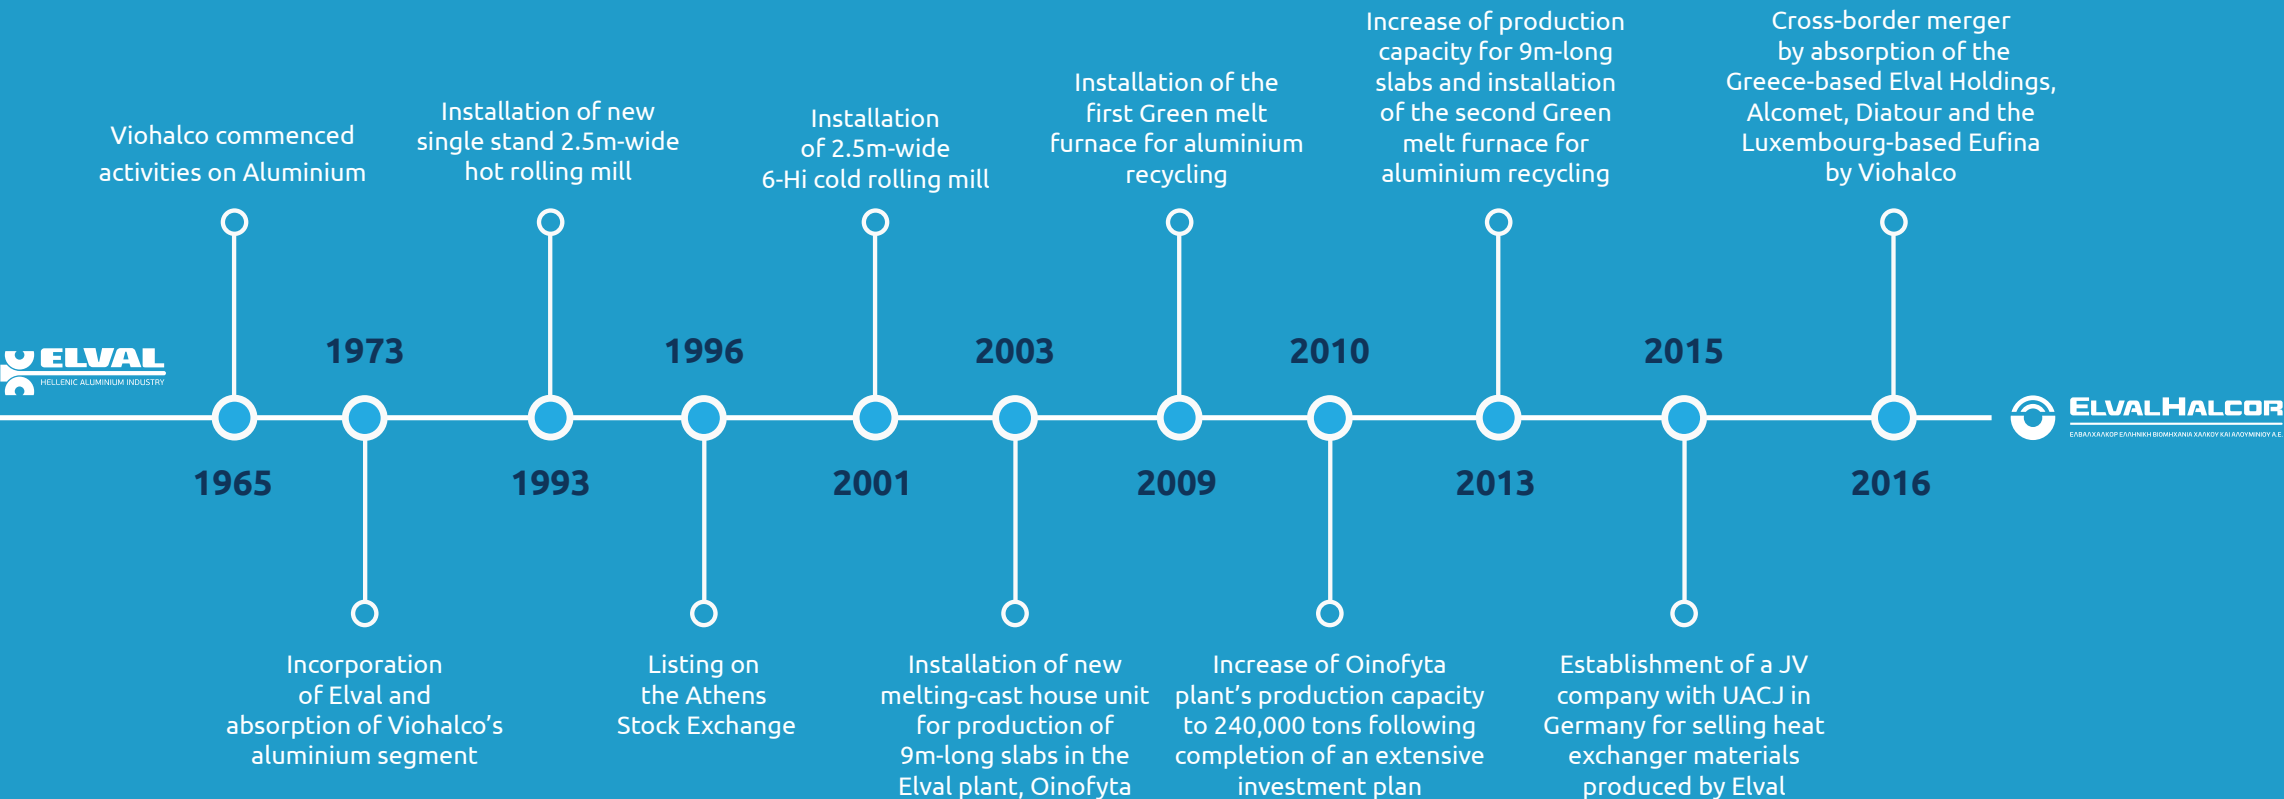 Viohalco commenced
activities on Aluminium
Installation of new
single stand 2.5m-wide
hot rolling mill
Installation
of 2.5m-wide
6-Hi cold rolling mill
Installation of the
first Green melt
furnace for aluminium
recycling
Increase of production
capacity for 9m-long
slabs and installation
of the second Green
melt furnace for
aluminium recycling
Cross-border merger
by absorption of the
Greece-based Elval Holdings,
Alcomet, Diatour and the
Luxembourg-based Eufina
by Viohalco
ELVAL
HELLENIC ALUMINIUM INDUSTRY
1973
1996
2003
2010
2015
ELVALHALCOR
ΕΛΒΑΛΧΑΛΚΟΡ ΕΛΛΗΝΙΚΗ ΒΙΟΜΗΧΑΝΙΑ ΧΑΛΚΟΥ ΚΑΙ ΑΛΟΥΜΙΝΙΟΥ Α.Ε.
1965
1993
2001
2009
2013
2016
Incorporation
of Elval and
absorption of Viohalco’s
aluminium segment
Listing on
the Athens
Stock Exchange
Installation of new
melting-cast house unit
for production of
9m-long slabs in the
Elval plant, Oinofyta
Increase of Oinofyta
plant’s production capacity
to 240,000 tons following
completion of an extensive
investment plan
Establishment of a JV
company with UACJ in
Germany for selling heat
exchanger materials
produced by Elval